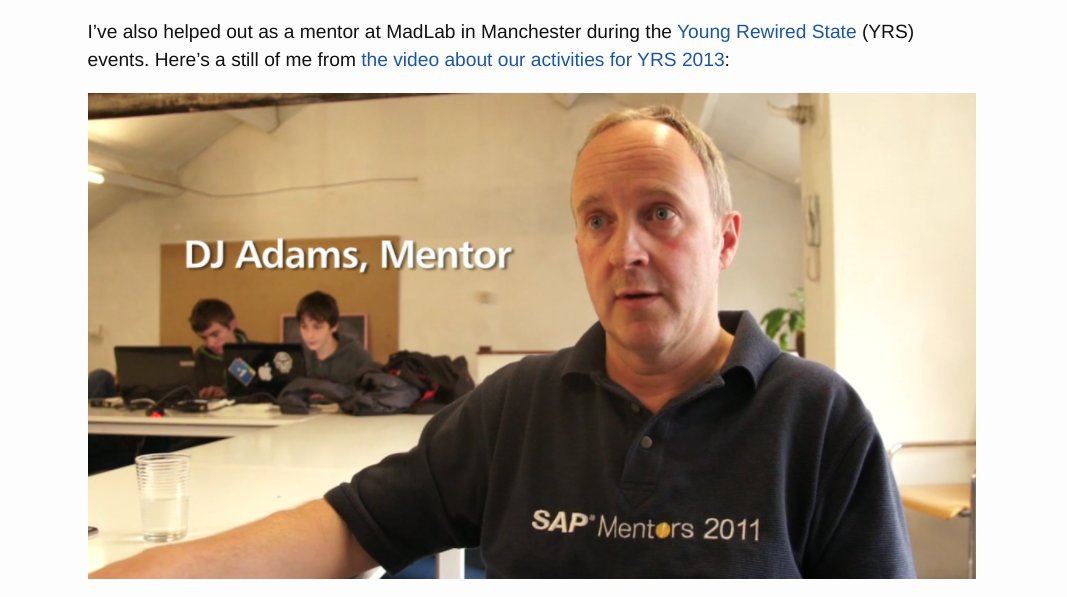 I’ve also helped out as a mentor at MadLab in Manchester during the Young Rewired State (YRS)
events. Here’s a still of me from the video about our activities for YRS 2013:
DJ Adams, Mentor
SAP® Mentors 2011